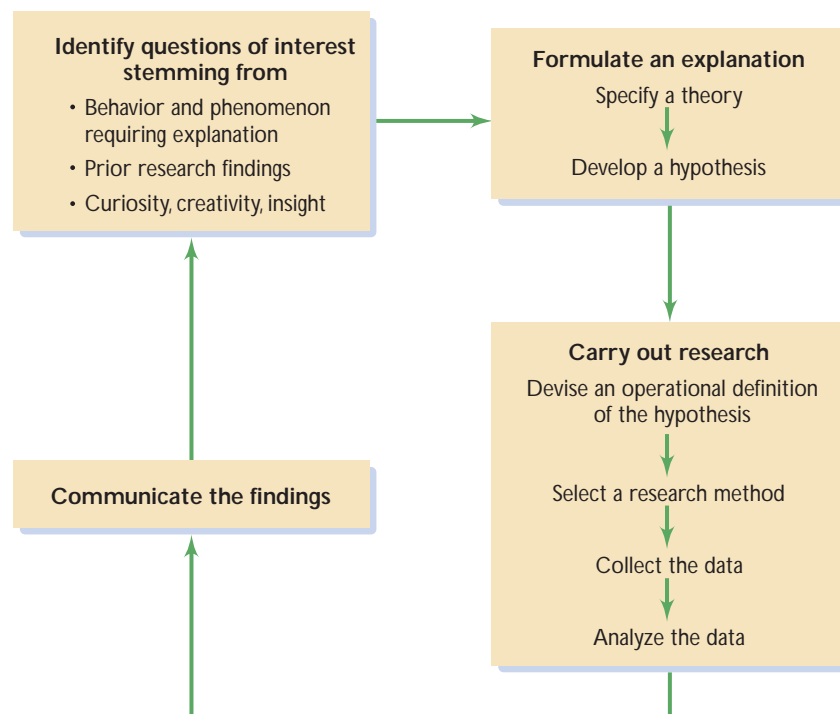 Identify questions of interest
stemming from
• Behavior and phenomenon
requiring explanation
• Prior research findings
• Curiosity, creativity, insight
Formulate an explanation
Specify a theory
Develop a hypothesis
Carry out research
Devise an operational definition
of the hypothesis
Select a research method
Collect the data
Analyze the data
Communicate the findings